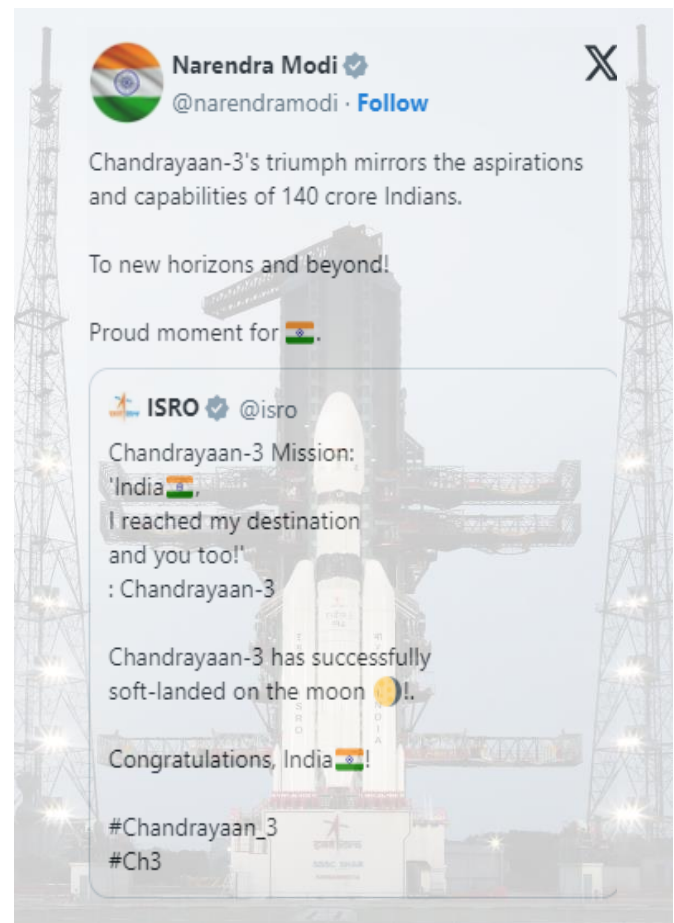 Narendra Modi
@narendramodi · Follow
Chandrayaan-3's triumph mirrors the aspirations
and capabilities of 140 crore Indians.
To new horizons and beyond!
Proud moment for 🇮🇳.
ISRO @isro
Chandrayaan-3 Mission:
'India🇮🇳,
I reached my destination
and you too!'
: Chandrayaan-3
Chandrayaan-3 has successfully
soft-landed on the moon 🌖!.
Congratulations, India🇮🇳!
#Chandrayaan_3
#Ch3